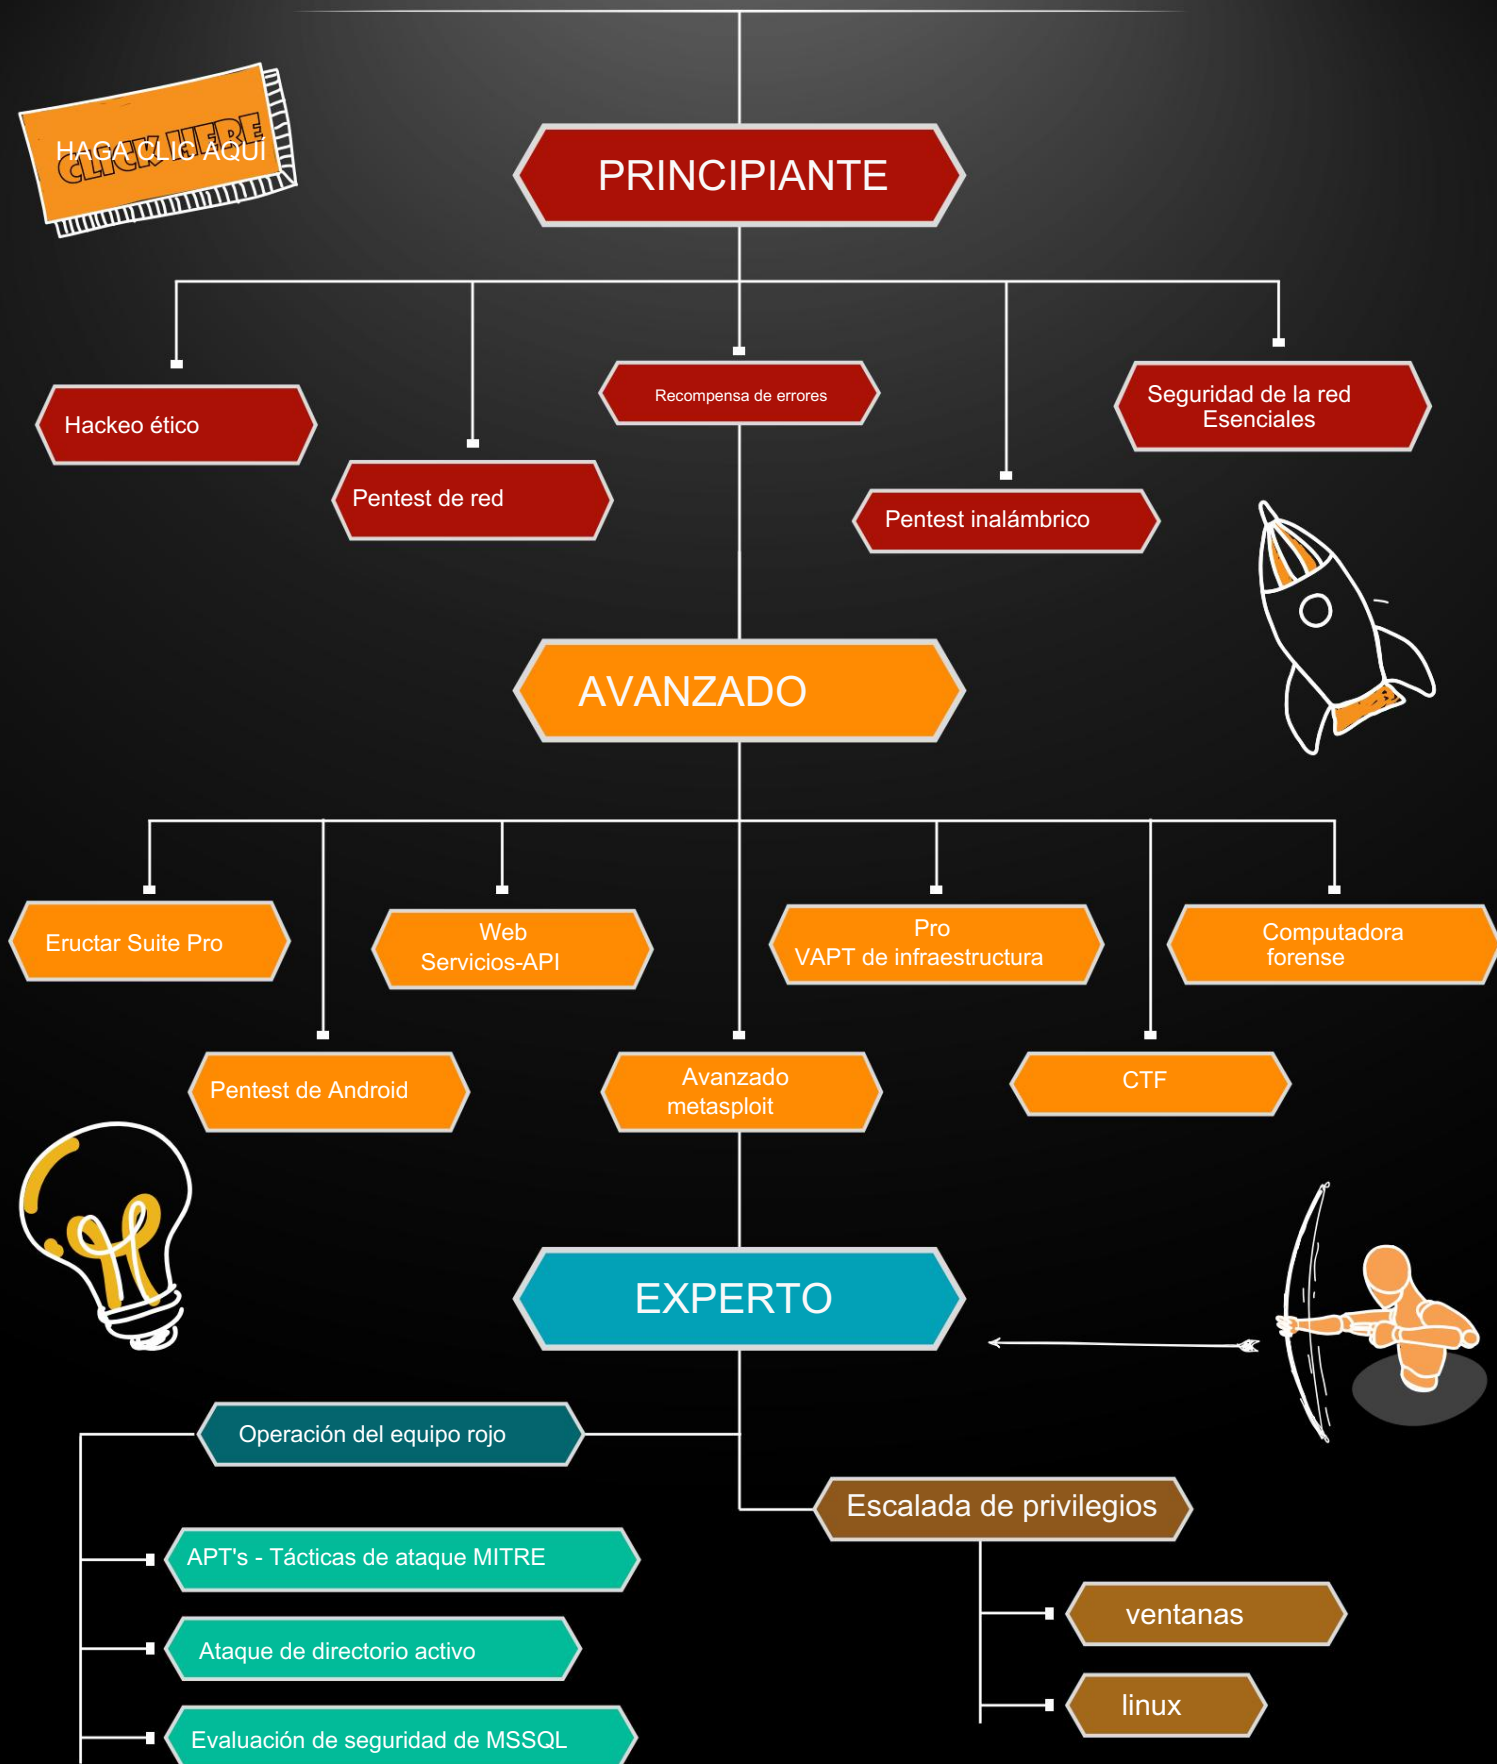 HAGA CLIC AQUÍ
CLICK HERE
PRINCIPIANTE
Hackeo ético
Pentest de red
Recompensa de errores
Pentest inalámbrico
Seguridad de la red
Esenciales
AVANZADO
Eructar Suite Pro
Web
Servicios-API
Pro
VAPT de infraestructura
Computadora
forense
Pentest de Android
Avanzado
metasploit
CTF
EXPERTO
Operación del equipo rojo
APT's - Tácticas de ataque MITRE
Ataque de directorio activo
Evaluación de seguridad de MSSQL
Escalada de privilegios
ventanas
linux